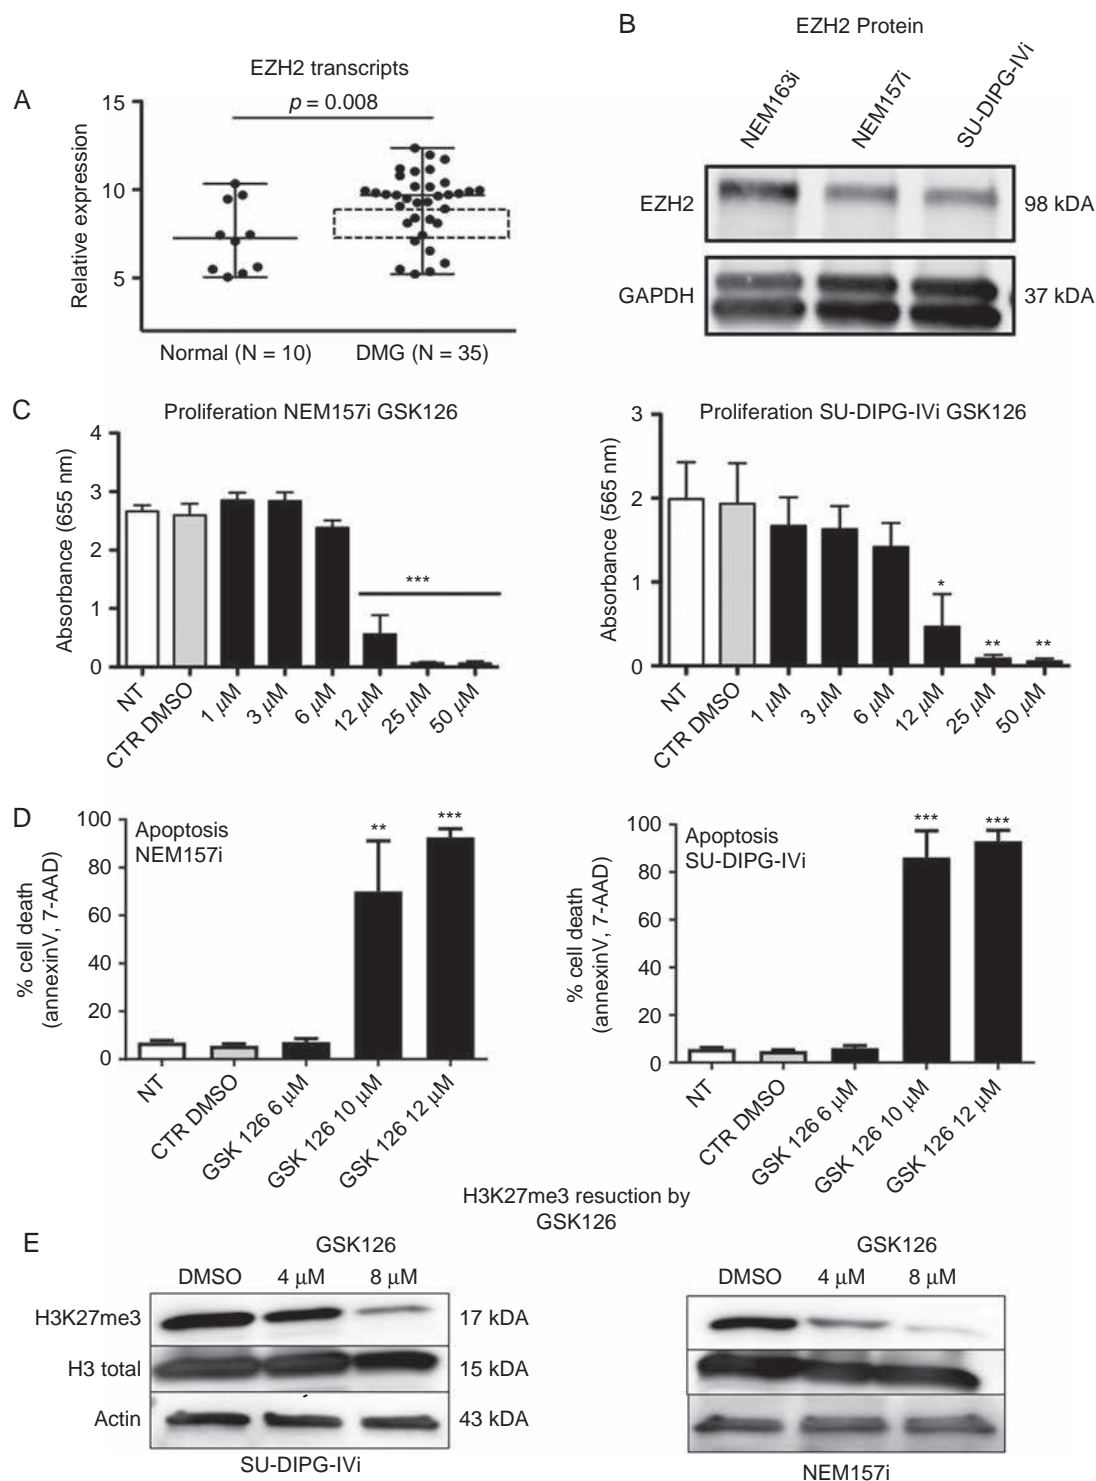 A
EZH2 transcripts
p = 0.008
Relative expression
15
10
5
Normal (N = 10)
DMG (N = 35)
B
EZH2 Protein
NEM163i
NEM157i
SU-DIPG-IVi
EZH2
98 kDA
GAPDH
37 kDA
C
Proliferation NEM157i GSK126
Absorbance (655 nm)
4
3
2
1
0
***
NT
CTR DMSO
1 μM
3 μM
6 μM
12 μM
25 μM
50 μM
Proliferation SU-DIPG-IVi GSK126
Absorbance (565 nm)
3
2
1
0
*
**
**
NT
CTR DMSO
1 μM
3 μM
6 μM
12 μM
25 μM
50 μM
D
Apoptosis
NEM157i
% cell death
(annexinV, 7-AAD)
100
80
60
40
20
0
**
***
NT
CTR DMSO
GSK 126 6 μM
GSK 126 10 μM
GSK 126 12 μM
Apoptosis
SU-DIPG-IVi
% cell death
(annexinV, 7-AAD)
100
80
60
40
20
0
***
***
NT
CTR DMSO
GSK 126 6 μM
GSK 126 10 μM
GSK 126 12 μM
H3K27me3 resuction by
GSK126
E
GSK126
DMSO
4 μM
8 μM
H3K27me3
17 kDA
H3 total
15 kDA
Actin
43 kDA
SU-DIPG-IVi
GSK126
DMSO
4 μM
8 μM
NEM157i